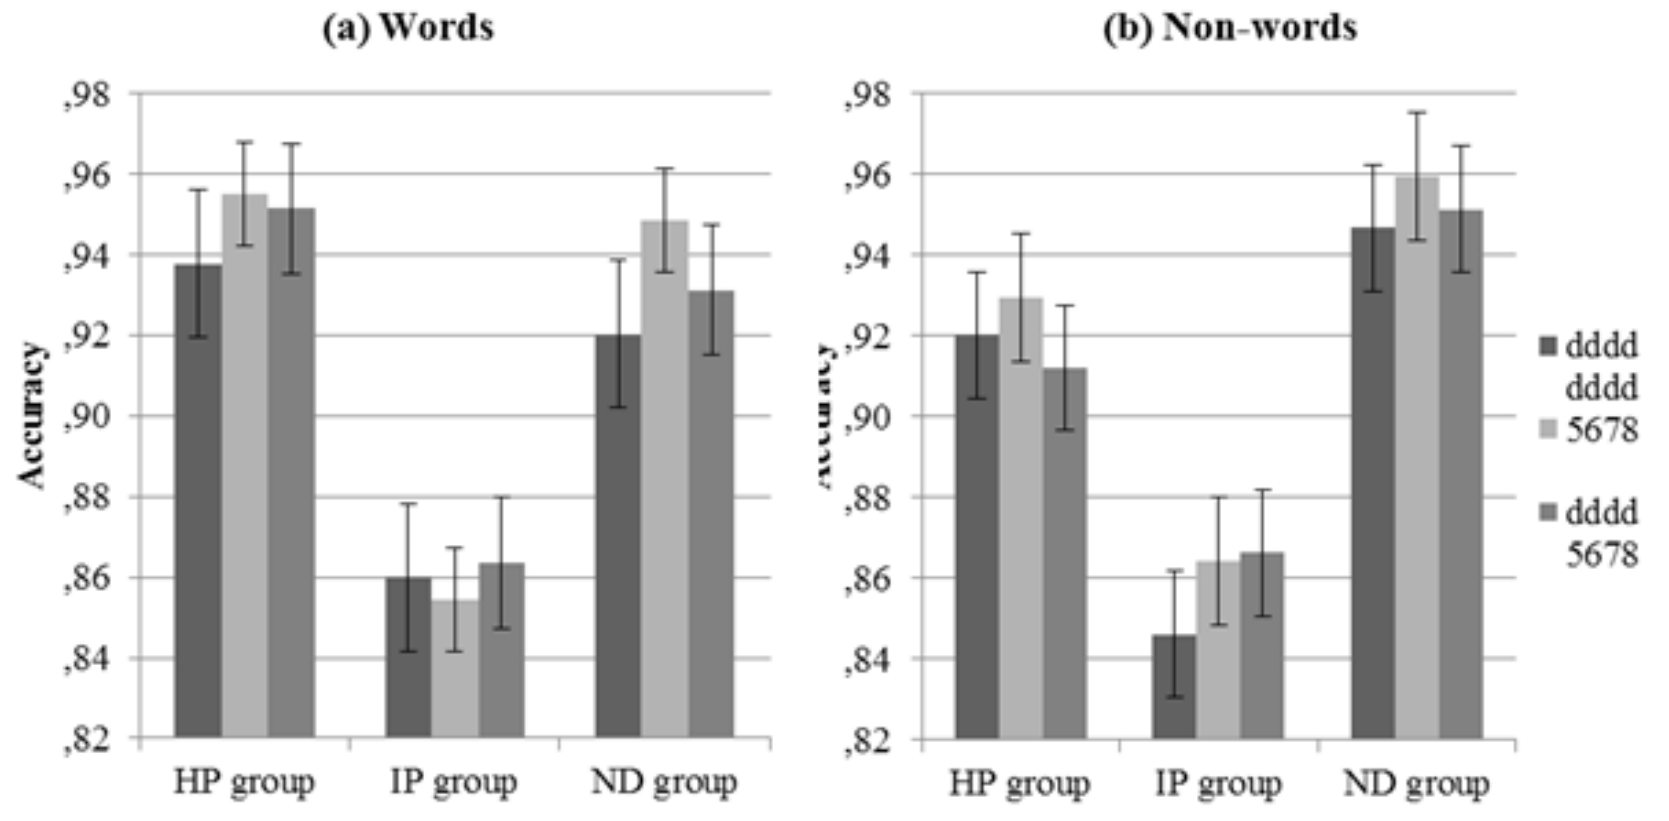 (a) Words
(b) Non-words
,98
,96
,94
,92
,90
,88
,86
,84
,82
Accuracy
HP group
IP group
ND group
,98
,96
,94
,92
,90
,88
,86
,84
,82
Accuracy
HP group
IP group
ND group
dddd
dddd
5678
dddd
5678